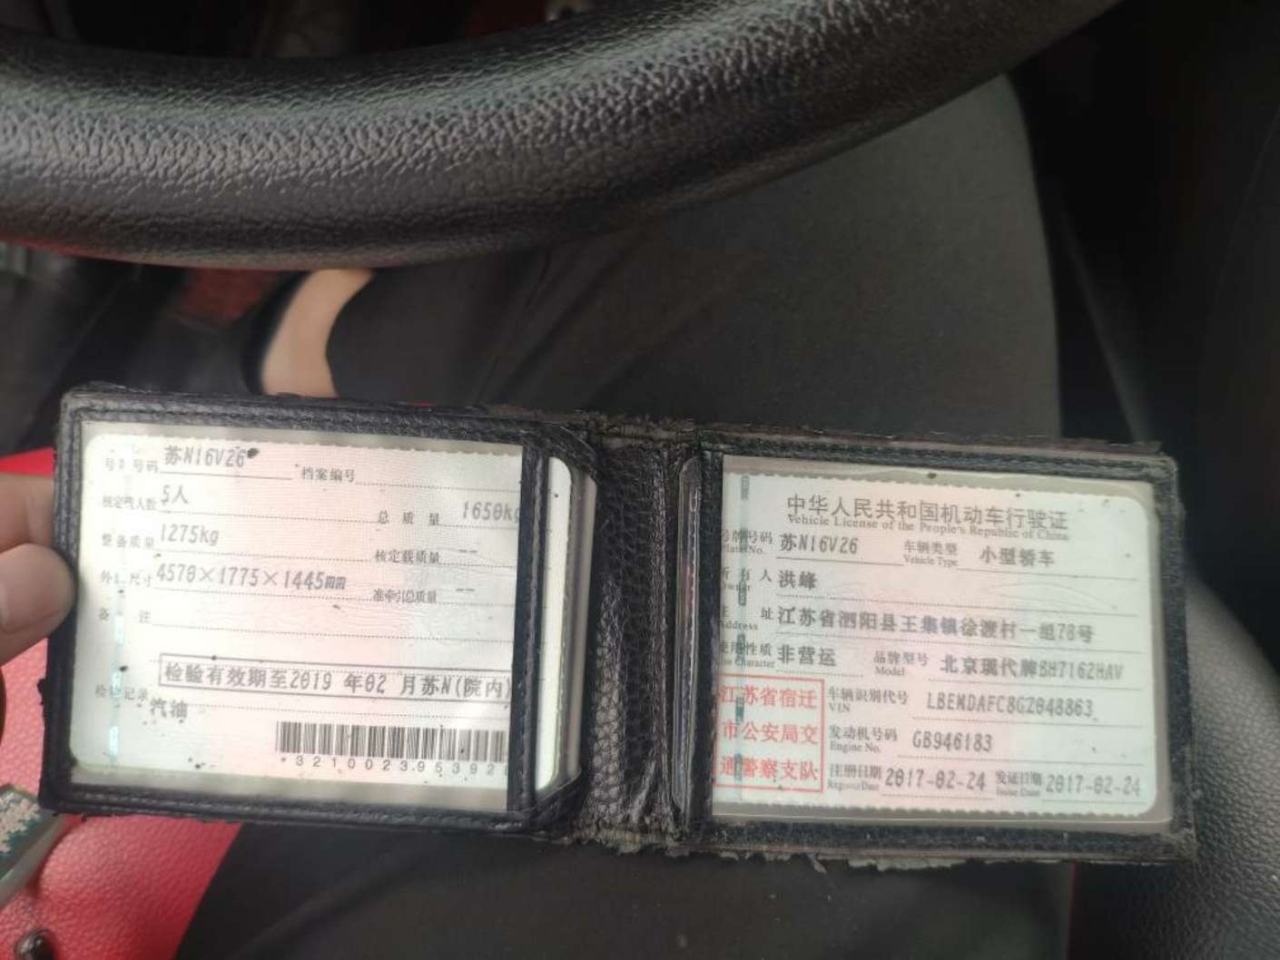 号牌号码 苏N16V26 档案编号
核定载人数 5人 总质量 1650kg
整备质量 1275kg 核定载质量 --
外廓尺寸 4570×1775×1445mm 准牵引总质量 --
备注
检验有效期至2019年02月苏N(院内)
检验记录
汽油
*321002395392
中华人民共和国机动车行驶证
Vehicle License of the People's Republic of China
号牌号码 苏N16V26 车辆类型 小型轿车
Plate No. Vehicle Type
所有人 洪峰
Owner
住址 江苏省泗阳县王集镇徐渡村一组78号
Address
使用性质 非营运 品牌型号 北京现代牌BH7162HAV
Use Character Model
江苏省宿迁
市公安局交
通警察支队
车辆识别代号 LBEMDAFC8GZ048863
VIN
发动机号码 GB946183
Engine No.
注册日期 2017-02-24 发证日期 2017-02-24
Register Date Issue Date